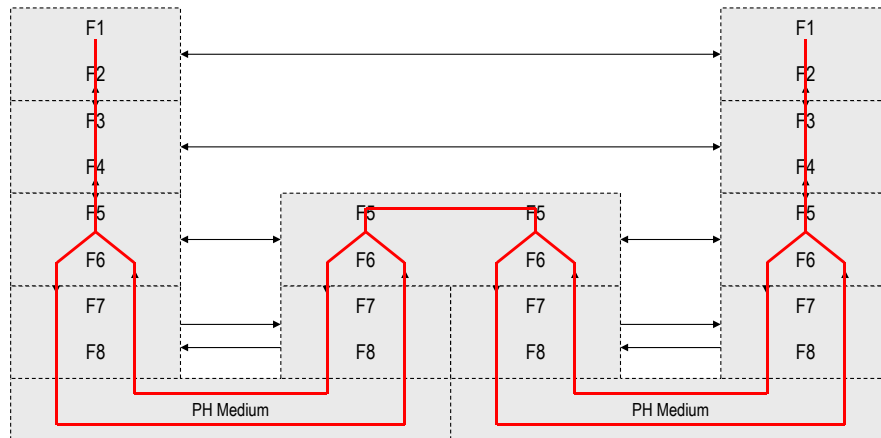 F1 F1
F2 F2
F3 F3
F4 F4
F5 F5 F5 F5
F6 F6 F6 F6
F7 F7 F7 F7
F8 F8 F8 F8
PH Medium PH Medium